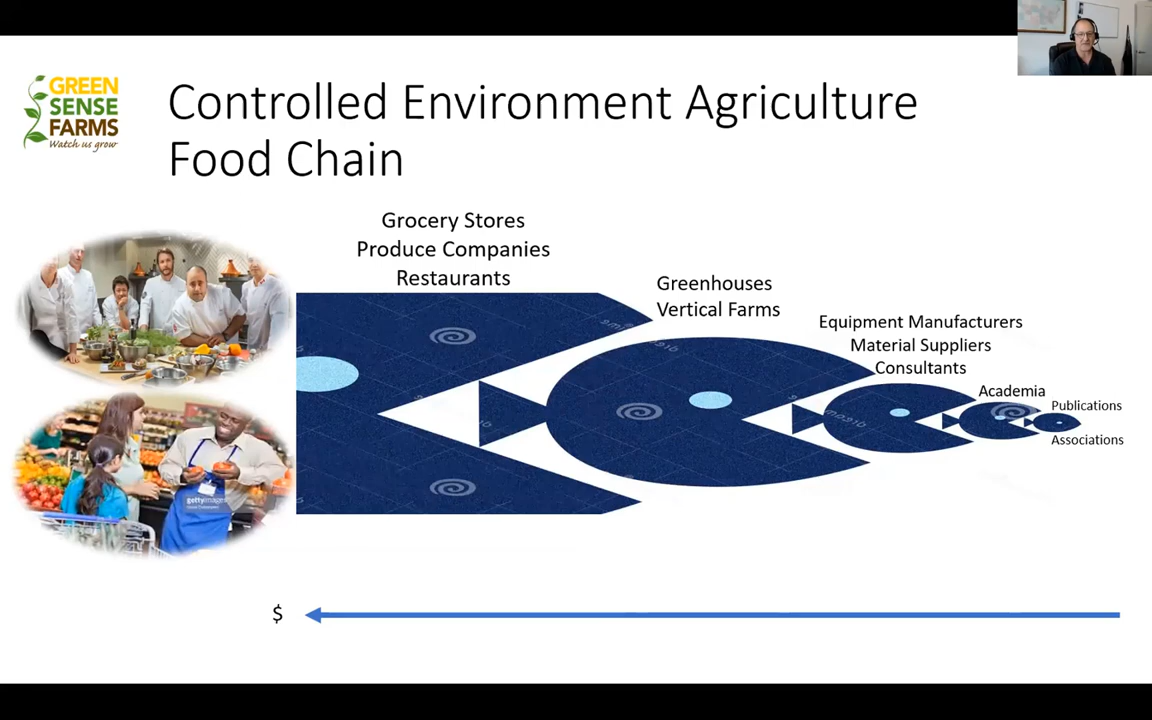 GREEN
SENSE
FARMS
Watch us grow
Controlled Environment Agriculture
Food Chain
Grocery Stores
Produce Companies
Restaurants
Greenhouses
Vertical Farms
Equipment Manufacturers
Material Suppliers
Consultants
Academia
Publications
Associations
gettyimages
$